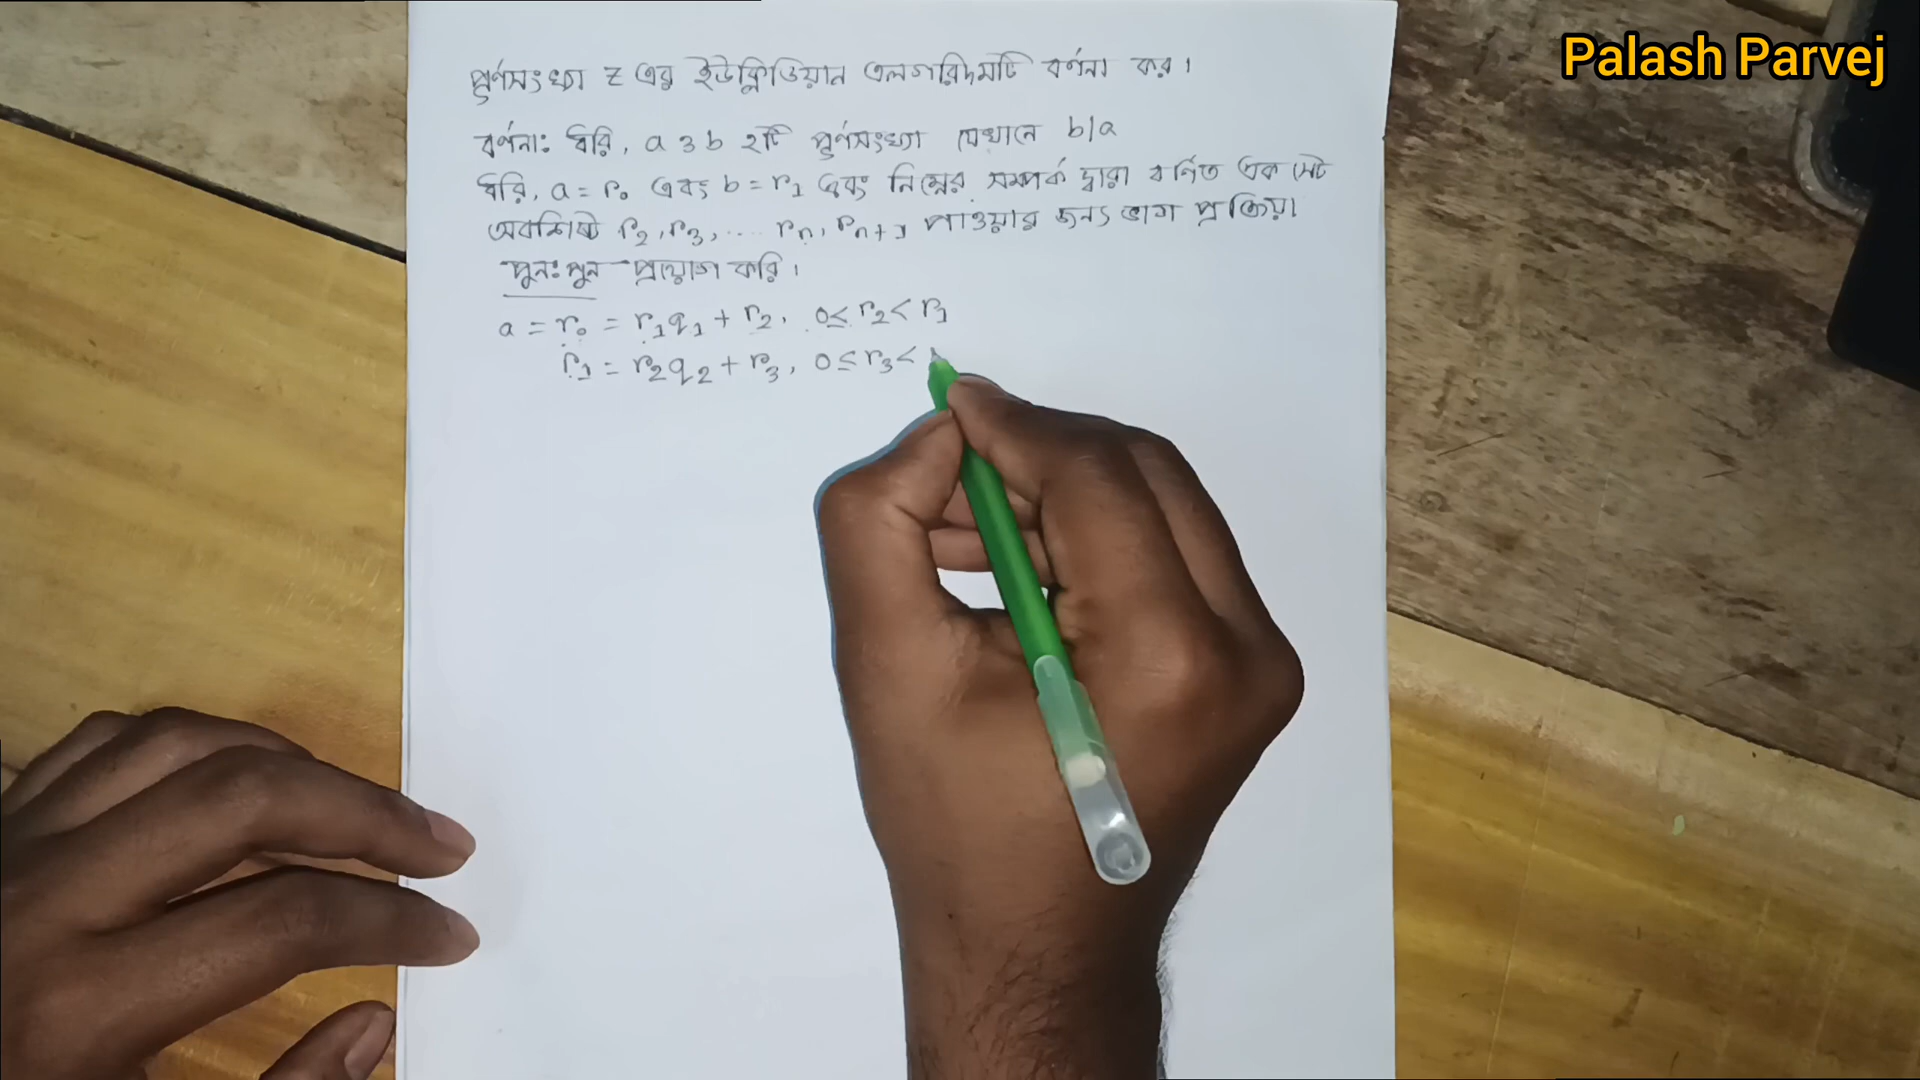 Palash Parvej
পূর্ণসংখ্যা Z এর ইউক্লিডিয়ান এলগরিদমটি বর্ণনা কর।
বর্ণনাঃ ধরি, a ও b ২টি পূর্ণসংখ্যা যেখানে b|a
ধরি, a = r₀ এবং b = r₁ এবং নিম্নের সম্পর্ক দ্বারা বর্ণিত এক সেট
অবশিষ্ট r₂, r₃, .... rₙ, rₙ₊₁ পাওয়ার জন্য ভাগ প্রক্রিয়া
পুনঃপুন প্রয়োগ করি।
a = r₀ = r₁q₁ + r₂, 0 ≤ r₂ < r₁
r₁ = r₂q₂ + r₃, 0 ≤ r₃ <